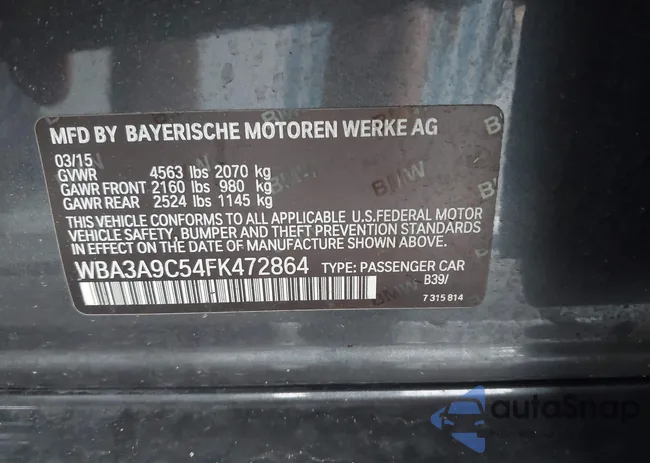 MFD BY BAYERISCHE MOTOREN WERKE AG
03/15
GVWR 4563 lbs 2070 kg
GAWR FRONT 2160 lbs 980 kg
GAWR REAR 2524 lbs 1145 kg
THIS VEHICLE CONFORMS TO ALL APPLICABLE U.S.FEDERAL MOTOR
VEHICLE SAFETY, BUMPER AND THEFT PREVENTION STANDARDS
IN EFFECT ON THE DATE OF MANUFACTURE SHOWN ABOVE.
WBA3A9C54FK472864 TYPE: PASSENGER CAR
B39/
7 315 814
BMW
BMW
BMW
autoSnap